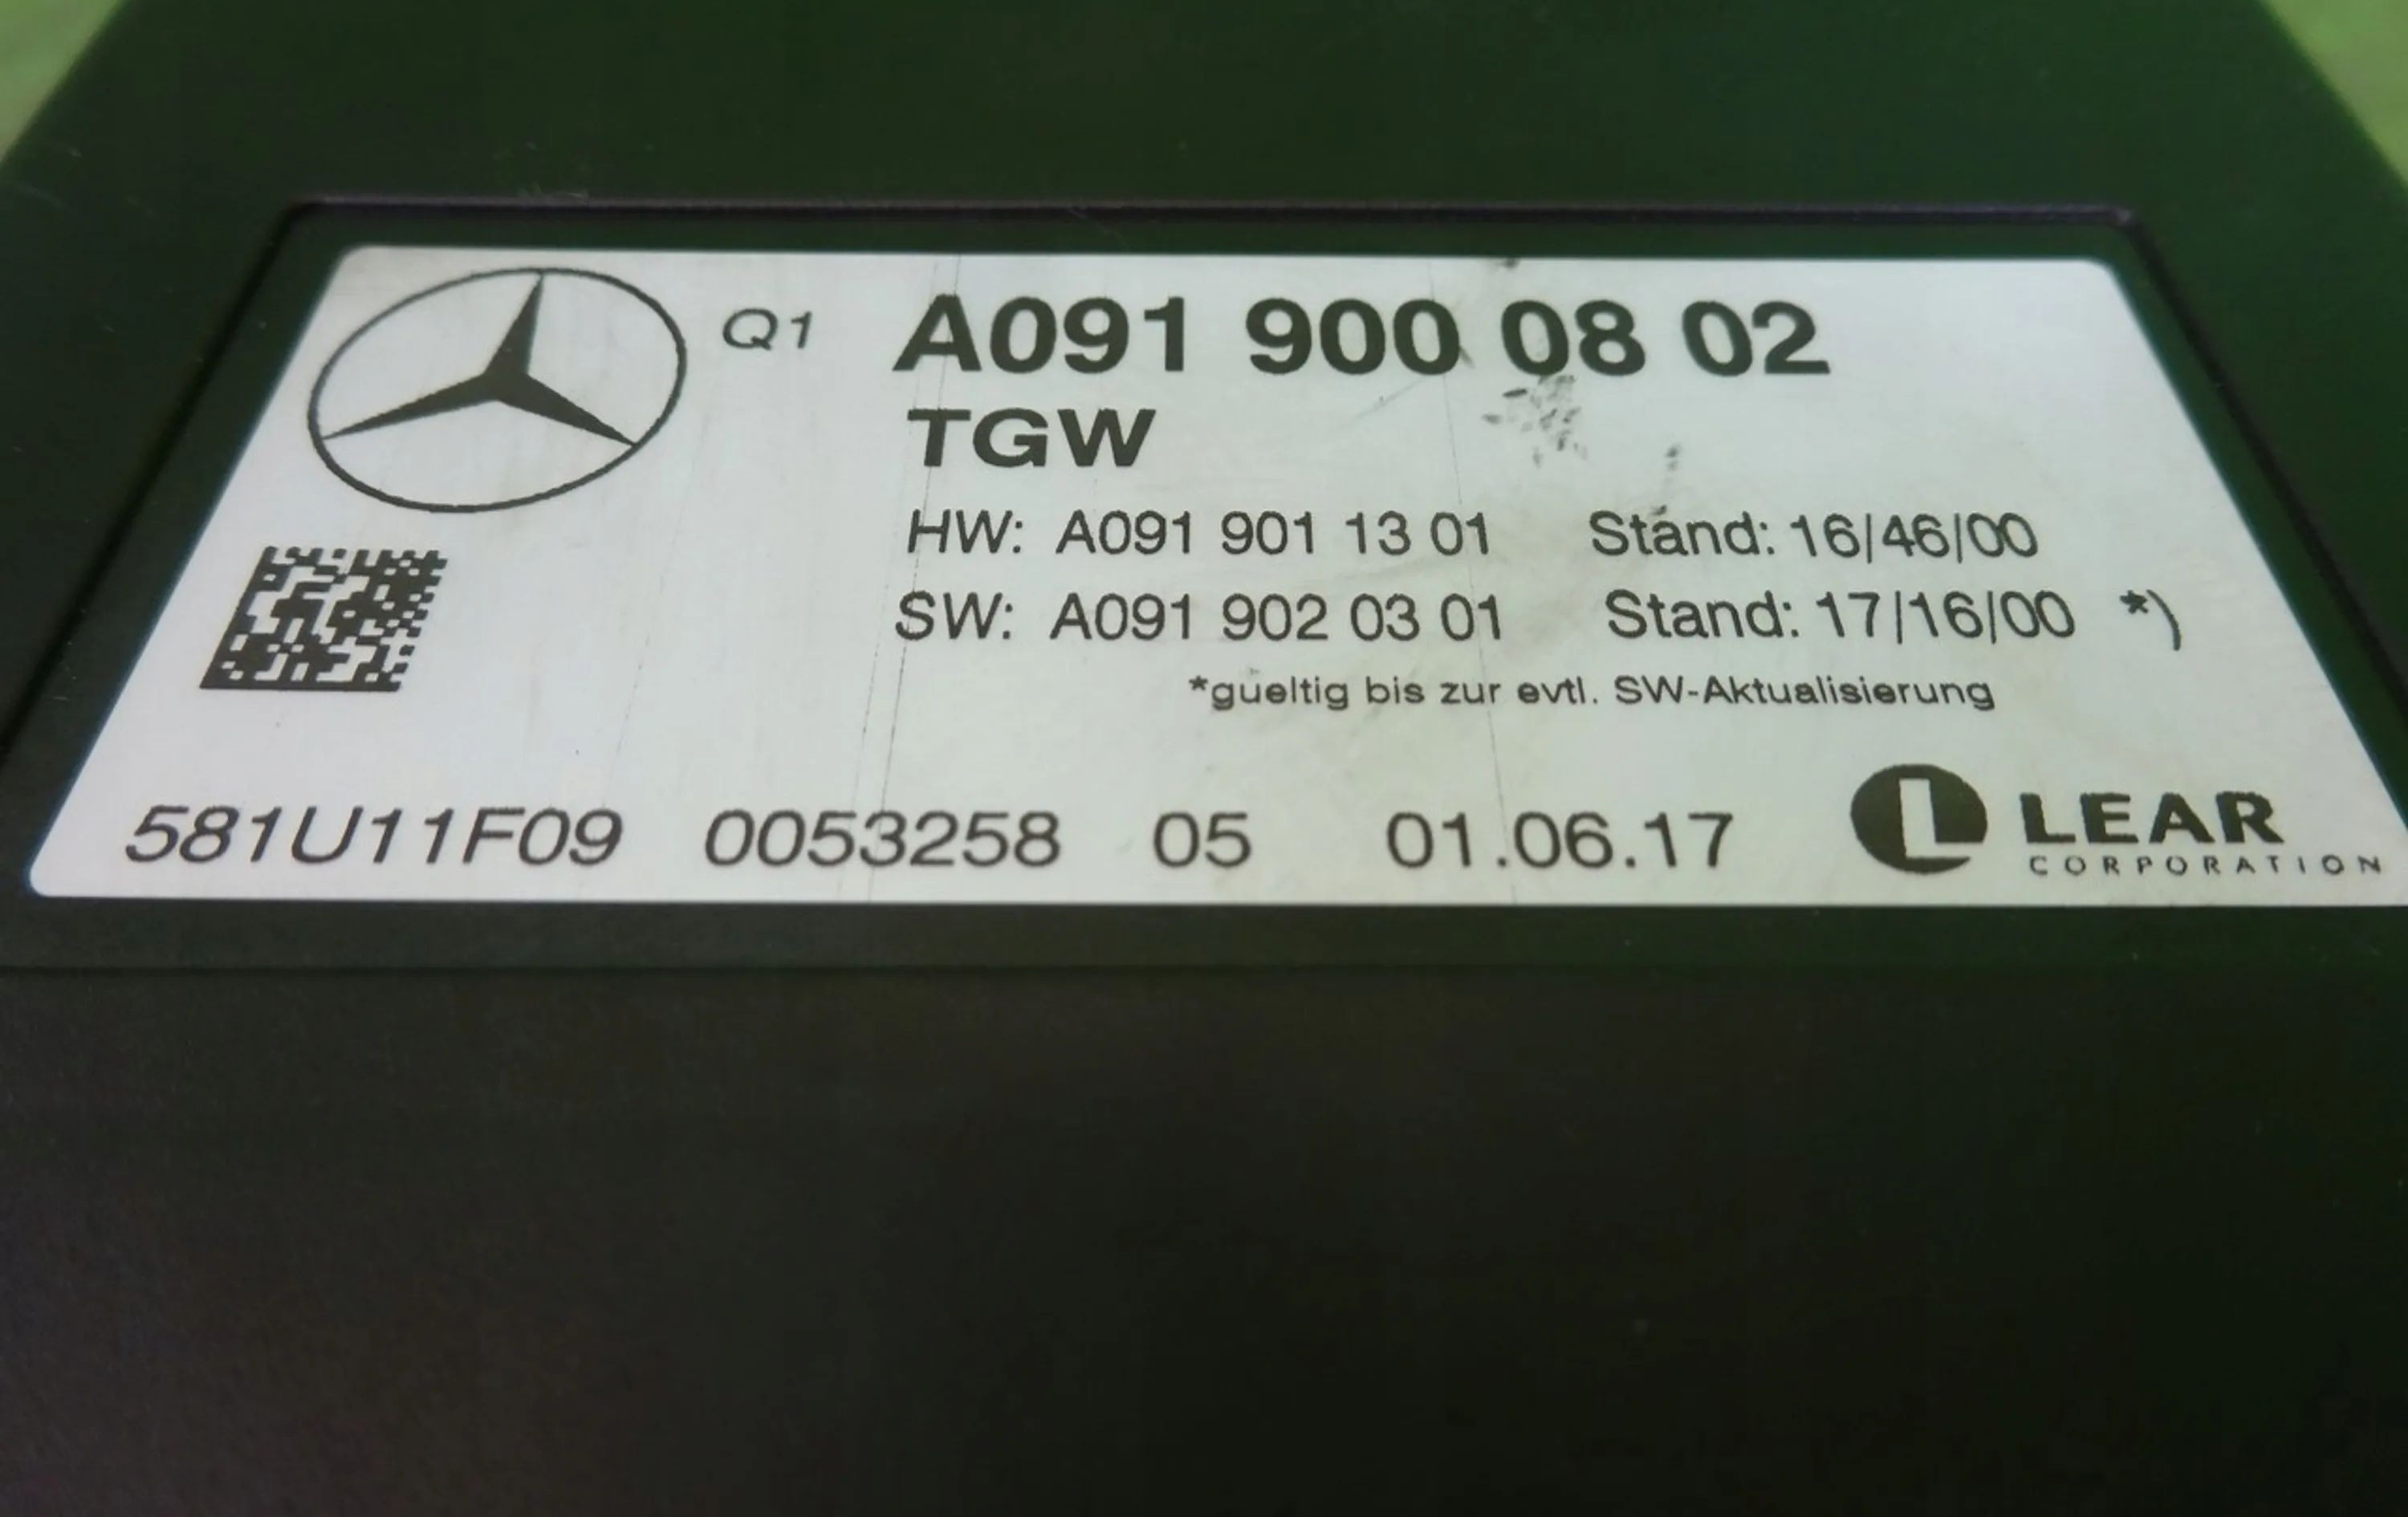 Q1 A091 900 08 02
TGW
HW: A091 901 13 01 Stand: 16/46/00
SW: A091 902 03 01 Stand: 17/16/00 *)
*gueltig bis zur evtl. SW-Aktualisierung
581U11F09 0053258 05 01.06.17 L LEAR
CORPORATION